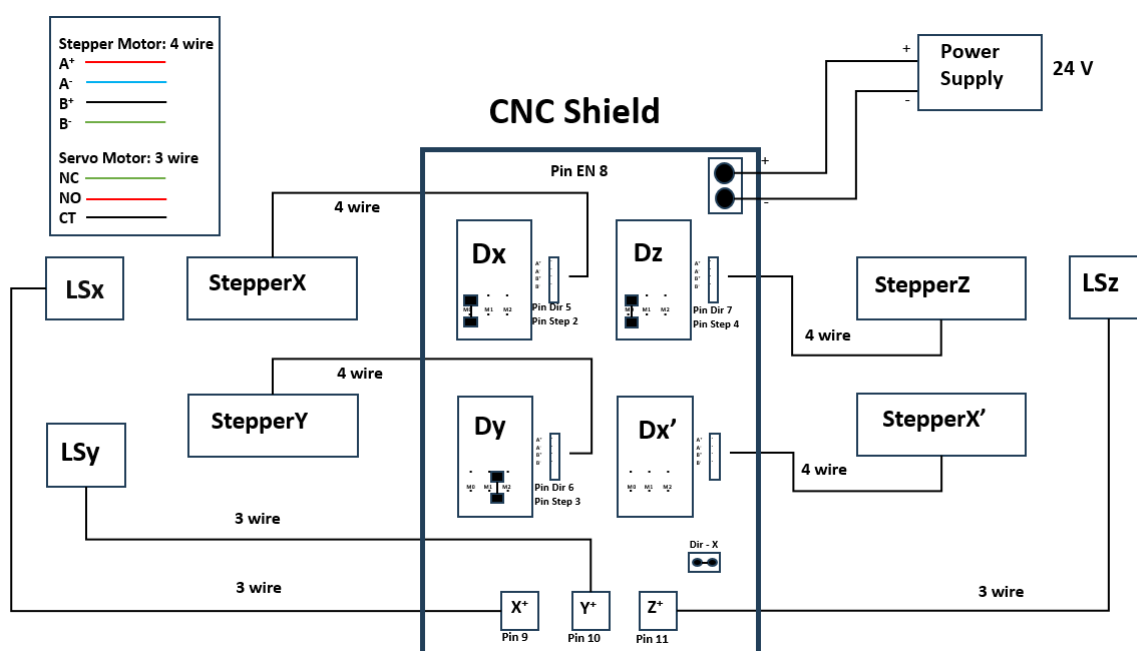 Stepper Motor: 4 wire
A⁺
A⁻
B⁺
B⁻
Servo Motor: 3 wire
NC
NO
CT
+
Power
Supply
24 V
-
CNC Shield
Pin EN 8
+
-
4 wire
Dx
A⁺
A⁻
B⁺
B⁻
M1
M2
Pin Dir 5
Pin Step 2
Dz
A⁺
A⁻
B⁺
B⁻
M1
M2
Pin Dir 7
Pin Step 4
LSx
StepperX
StepperZ
LSz
4 wire
4 wire
StepperY
StepperX’
LSy
Dy
A⁺
A⁻
B⁺
B⁻
M0
M1
M2
Pin Dir 6
Pin Step 3
Dx’
A⁺
A⁻
B⁺
B⁻
M0
M1
M2
4 wire
3 wire
Dir - X
3 wire
X⁺
Pin 9
Y⁺
Pin 10
Z⁺
Pin 11
3 wire